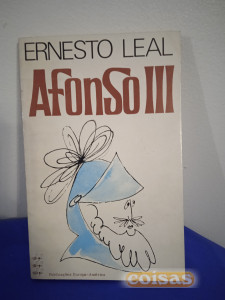 ERNESTO LEAL
AFONSO III
coisas